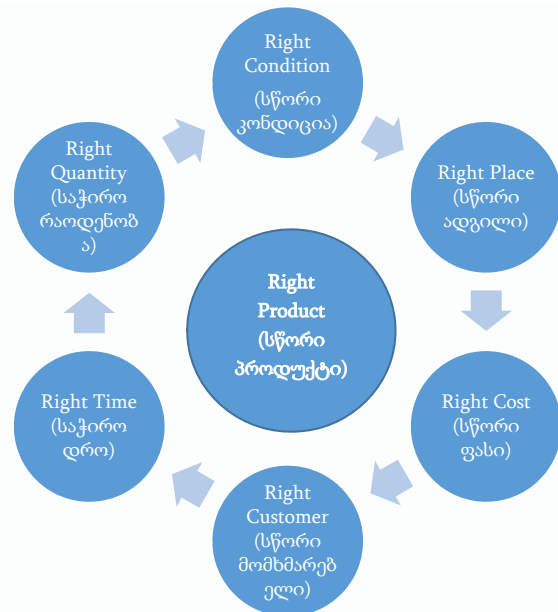 Right
Condition
(სწორი
კონდიცია)
Right Place
(სწორი
ადგილი)
Right Cost
(სწორი
ფასი)
Right
Customer
(სწორი
მომხმარებ
ელი)
Right Time
(საჭირო
დრო)
Right
Quantity
(საჭირო
რაოდენობ
ა)
Right
Product
(სწორი
პროდუქტი)